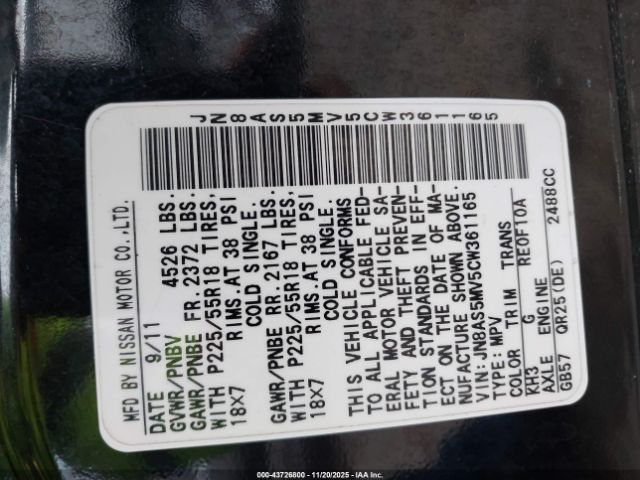 JN8AS5MV5CW361165
MFD BY NISSAN MOTOR CO.,LTD.
DATE 9/11
GVWR/PNBV 4526 LBS.
GAWR/PNBE FR. 2372 LBS.
WITH P225/55R18 TIRES,
18X7 RIMS.AT 38 PSI
COLD SINGLE.
GAWR/PNBE RR. 2167 LBS.
WITH P225/55R18 TIRES,
18X7 RIMS.AT 38 PSI
COLD SINGLE.
THIS VEHICLE CONFORMS
TO ALL APPLICABLE FED-
ERAL MOTOR VEHICLE SA-
FETY AND THEFT PREVEN-
TION STANDARDS IN EFF-
ECT ON THE DATE OF MA-
NUFACTURE SHOWN ABOVE.
VIN:JN8AS5MV5CW361165
TYPE: MPV
COLOR TRIM TRANS
KH3 G RE0F10A
AXLE ENGINE
GB57 QR25(DE) 2488CC
000-43726800 - 11/20/2025 - IAAI.COM